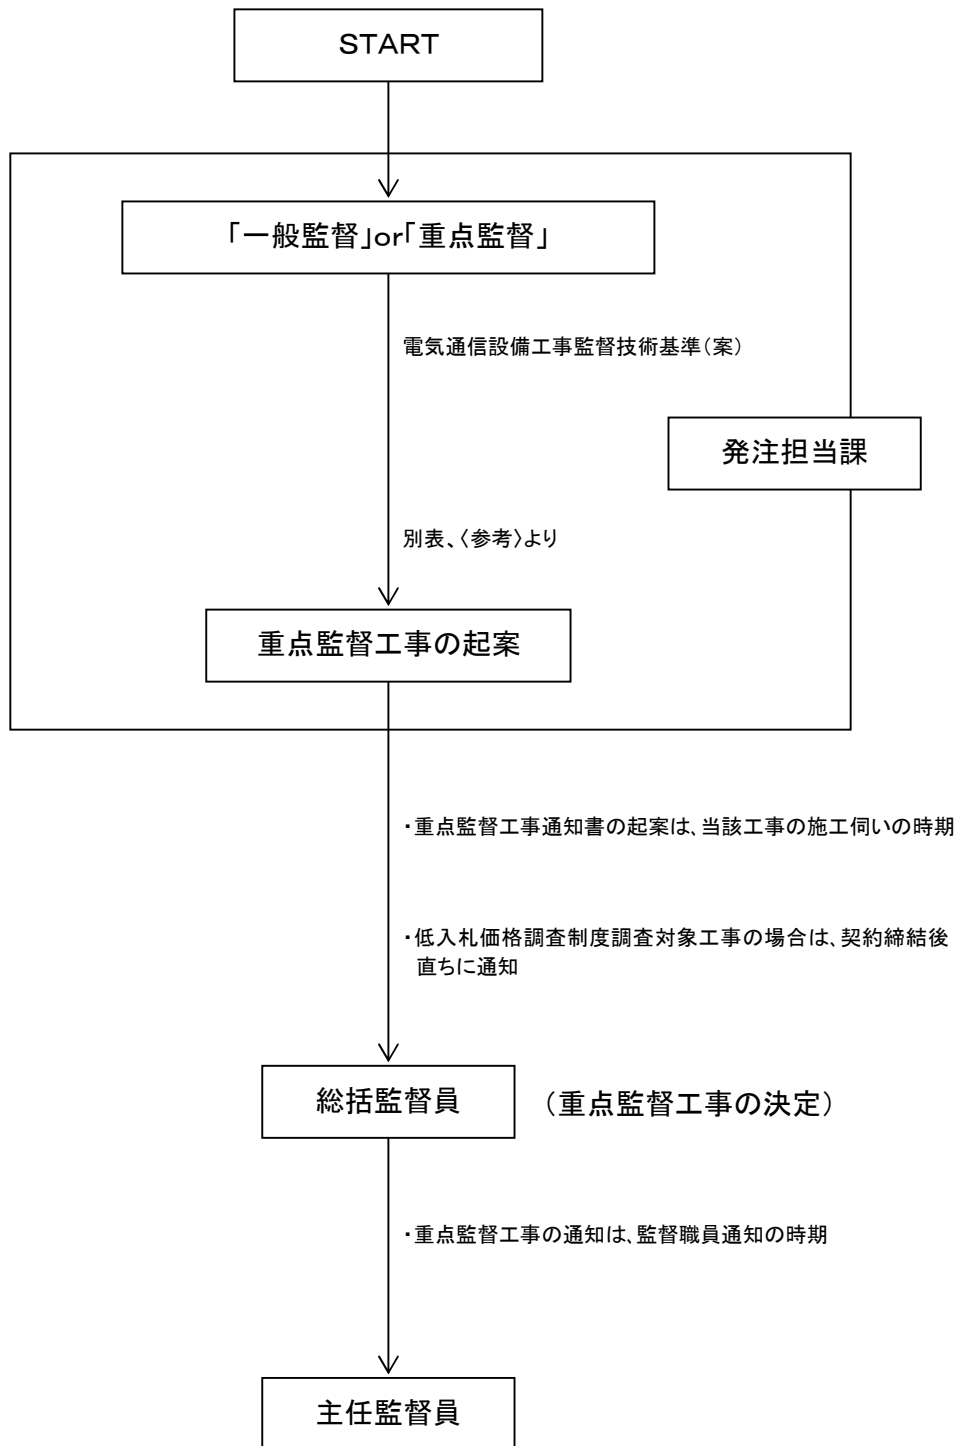 START
「一般監督」or「重点監督」
電気通信設備工事監督技術基準（案）
発注担当課
別表、〈参考〉より
重点監督工事の起案
・重点監督工事通知書の起案は、当該工事の施工伺いの時期
・低入札価格調査制度調査対象工事の場合は、契約締結後
直ちに通知
総括監督員
（重点監督工事の決定）
・重点監督工事の通知は、監督職員通知の時期
主任監督員